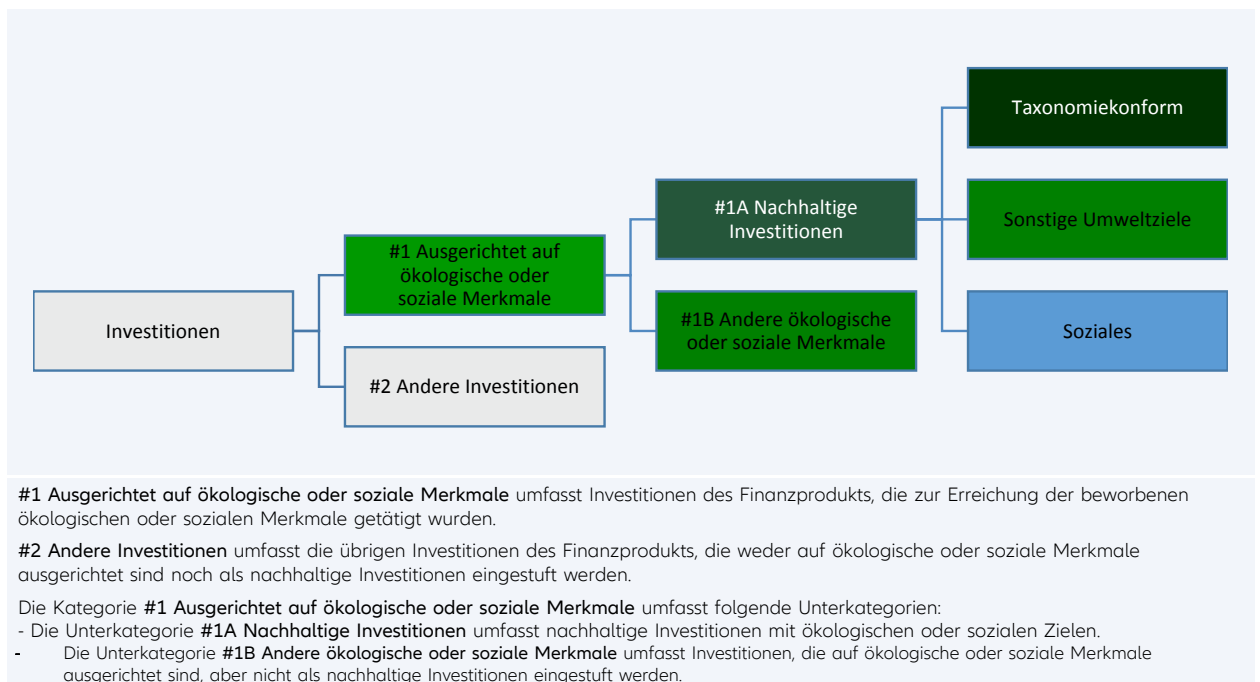 Investitionen
#1 Ausgerichtet auf
ökologische oder
soziale Merkmale
#2 Andere Investitionen
#1A Nachhaltige
Investitionen
#1B Andere ökologische
oder soziale Merkmale
Taxonomiekonform
Sonstige Umweltziele
Soziales
#1 Ausgerichtet auf ökologische oder soziale Merkmale umfasst Investitionen des Finanzprodukts, die zur Erreichung der beworbenen
ökologischen oder sozialen Merkmale getätigt wurden.
#2 Andere Investitionen umfasst die übrigen Investitionen des Finanzprodukts, die weder auf ökologische oder soziale Merkmale
ausgerichtet sind noch als nachhaltige Investitionen eingestuft werden.
Die Kategorie #1 Ausgerichtet auf ökologische oder soziale Merkmale umfasst folgende Unterkategorien:
- Die Unterkategorie #1A Nachhaltige Investitionen umfasst nachhaltige Investitionen mit ökologischen oder sozialen Zielen.
- Die Unterkategorie #1B Andere ökologische oder soziale Merkmale umfasst Investitionen, die auf ökologische oder soziale Merkmale
ausgerichtet sind, aber nicht als nachhaltige Investitionen eingestuft werden.